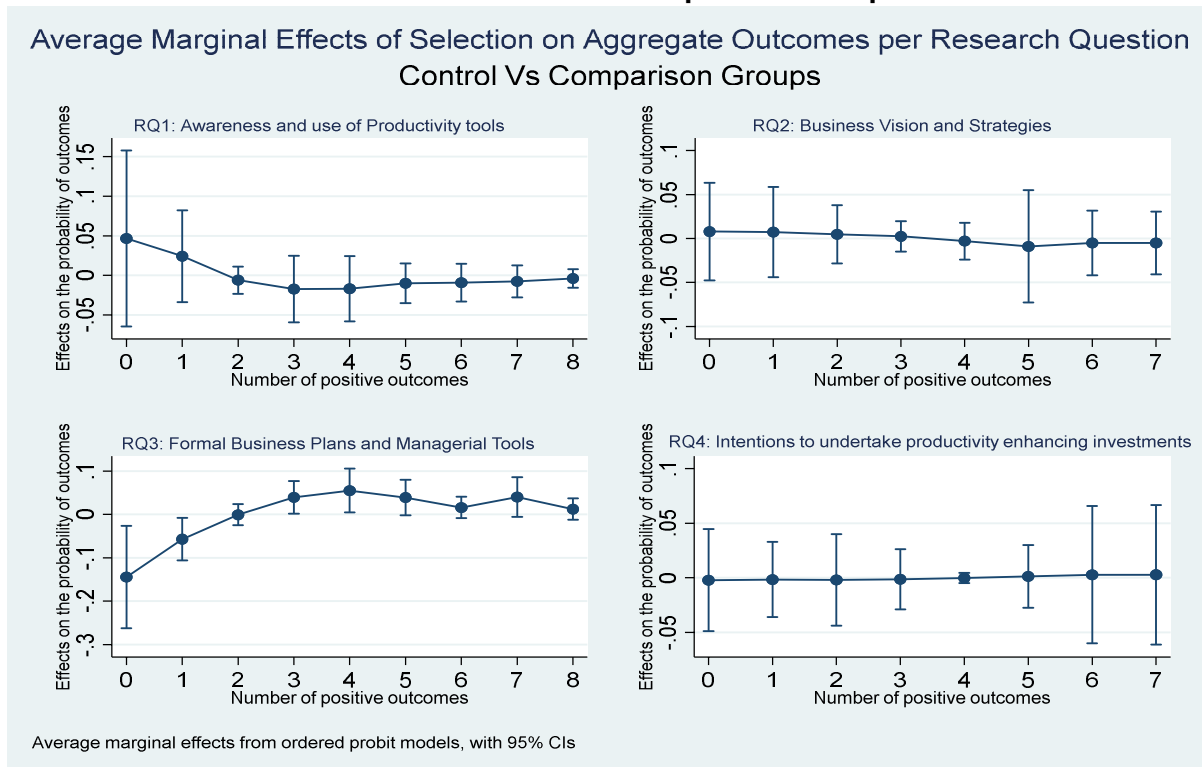 Average Marginal Effects of Selection on Aggregate Outcomes per Research Question
Control Vs Comparison Groups
RQ1: Awareness and use of Productivity tools
Effects on the probability of outcomes
.15
.1
.05
0
-.05
0 1 2 3 4 5 6 7 8
Number of positive outcomes
RQ2: Business Vision and Strategies
Effects on the probability of outcomes
.1
.05
0
-.05
-.1
0 1 2 3 4 5 6 7
Number of positive outcomes
RQ3: Formal Business Plans and Managerial Tools
Effects on the probability of outcomes
.1
0
-.1
-.2
-.3
0 1 2 3 4 5 6 7 8
Number of positive outcomes
RQ4: Intentions to undertake productivity enhancing investments
Effects on the probability of outcomes
.1
.05
0
-.05
0 1 2 3 4 5 6 7
Number of positive outcomes
Average marginal effects from ordered probit models, with 95% CIs